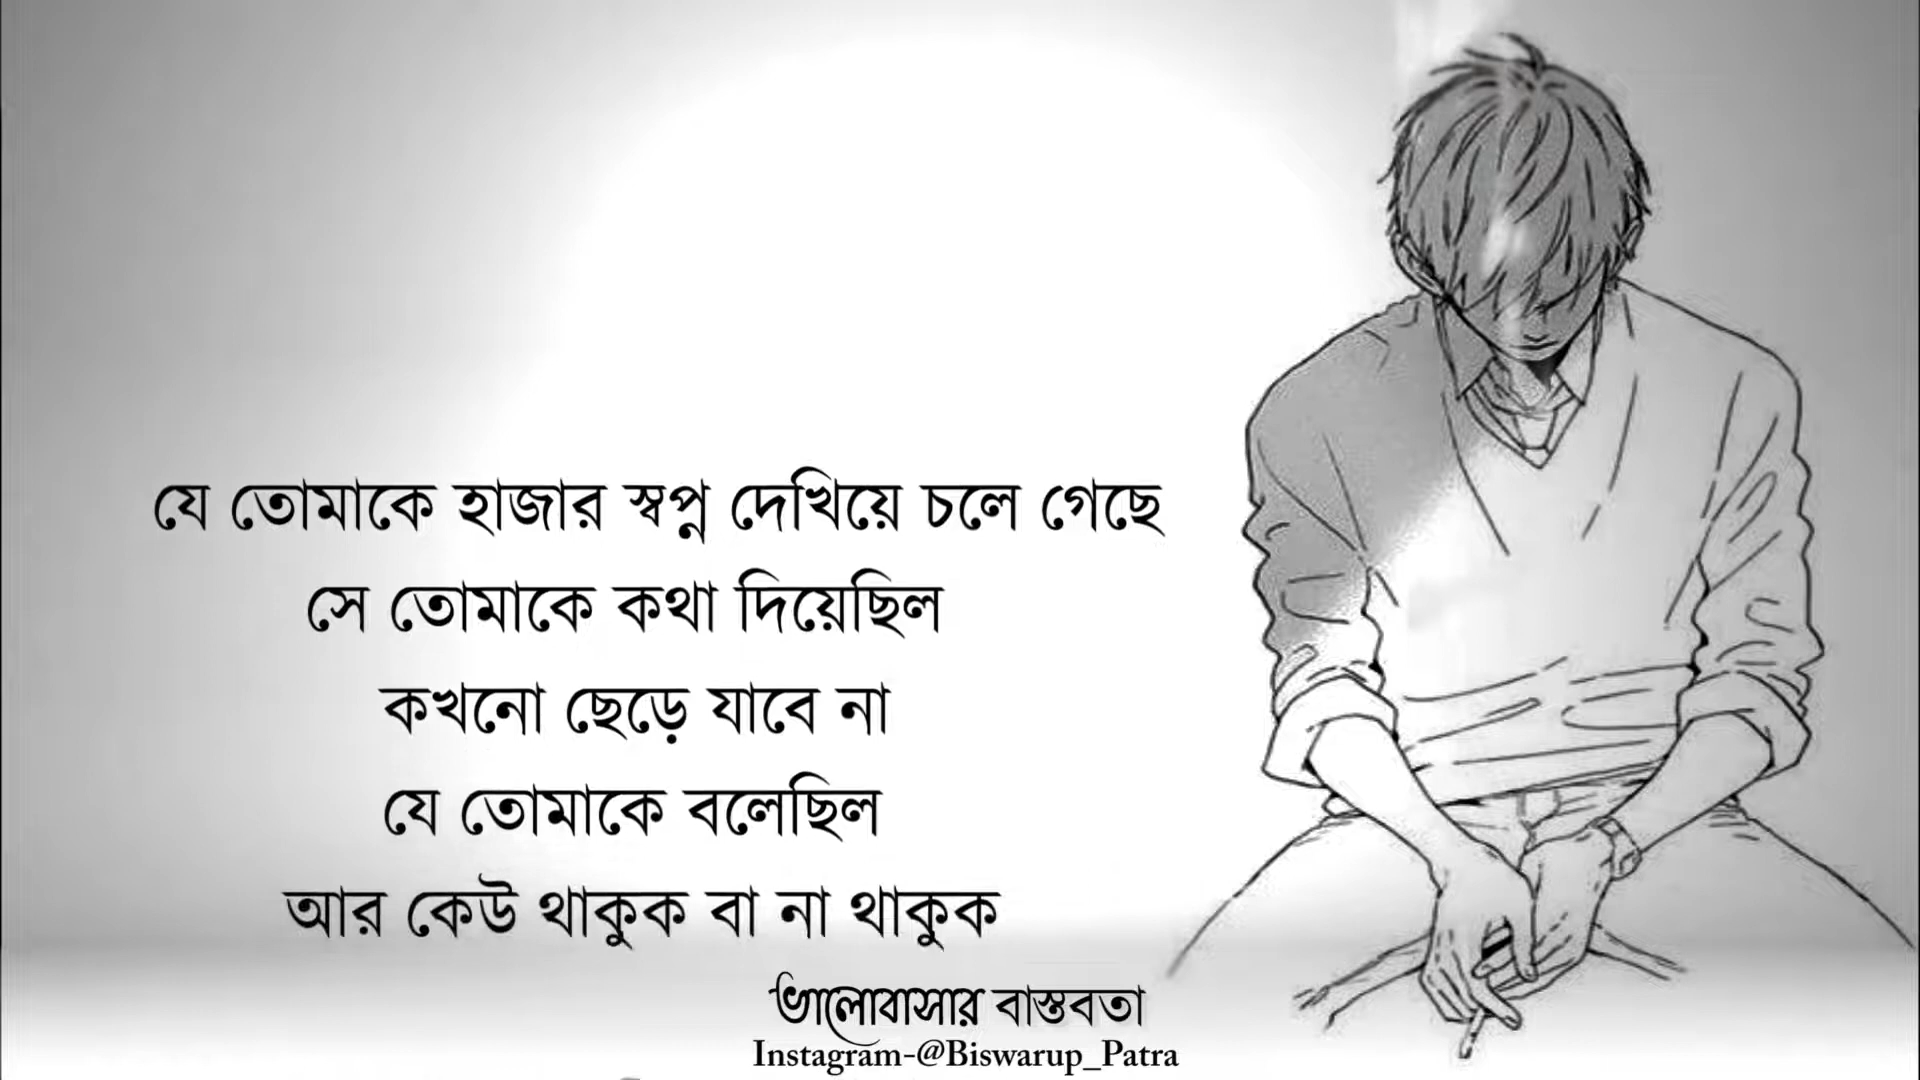 যে তোমাকে হাজার স্বপ্ন দেখিয়ে চলে গেছে
সে তোমাকে কথা দিয়েছিল
কখনো ছেড়ে যাবে না
যে তোমাকে বলেছিল
আর কেউ থাকুক বা না থাকুক
ভালোবাসার বাস্তবতা
Instagram-@Biswarup_Patra